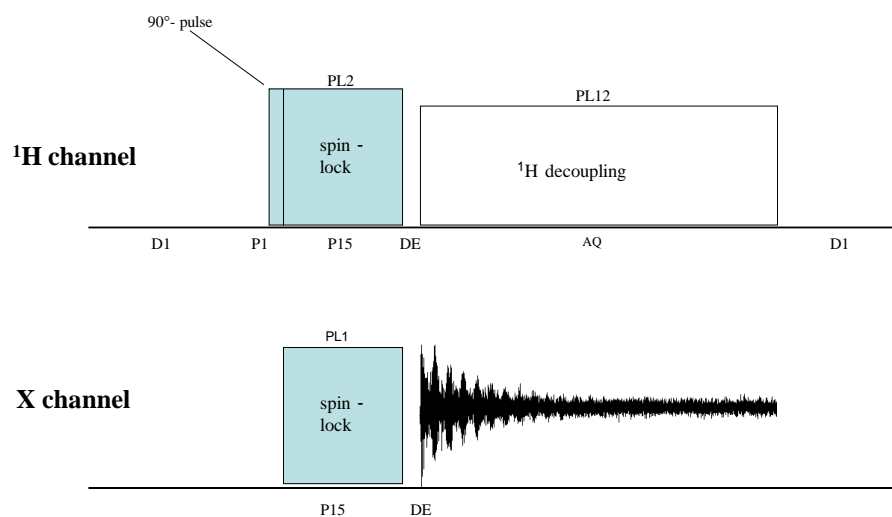 90°- pulse
PL2
PL12
¹H channel
spin -
lock
¹H decoupling
D1 P1 P15 DE AQ D1
PL1
X channel
spin -
lock
P15 DE